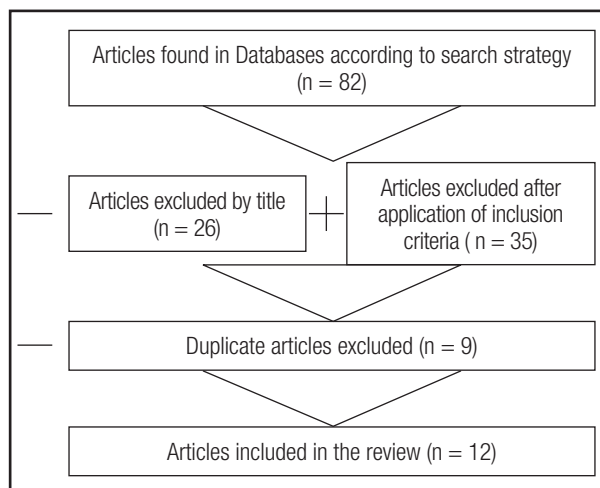 Articles found in Databases according to search strategy
(n = 82)
Articles excluded by title
(n = 26)
Articles excluded after
application of inclusion
criteria ( n = 35)
Duplicate articles excluded (n = 9)
Articles included in the review (n = 12)